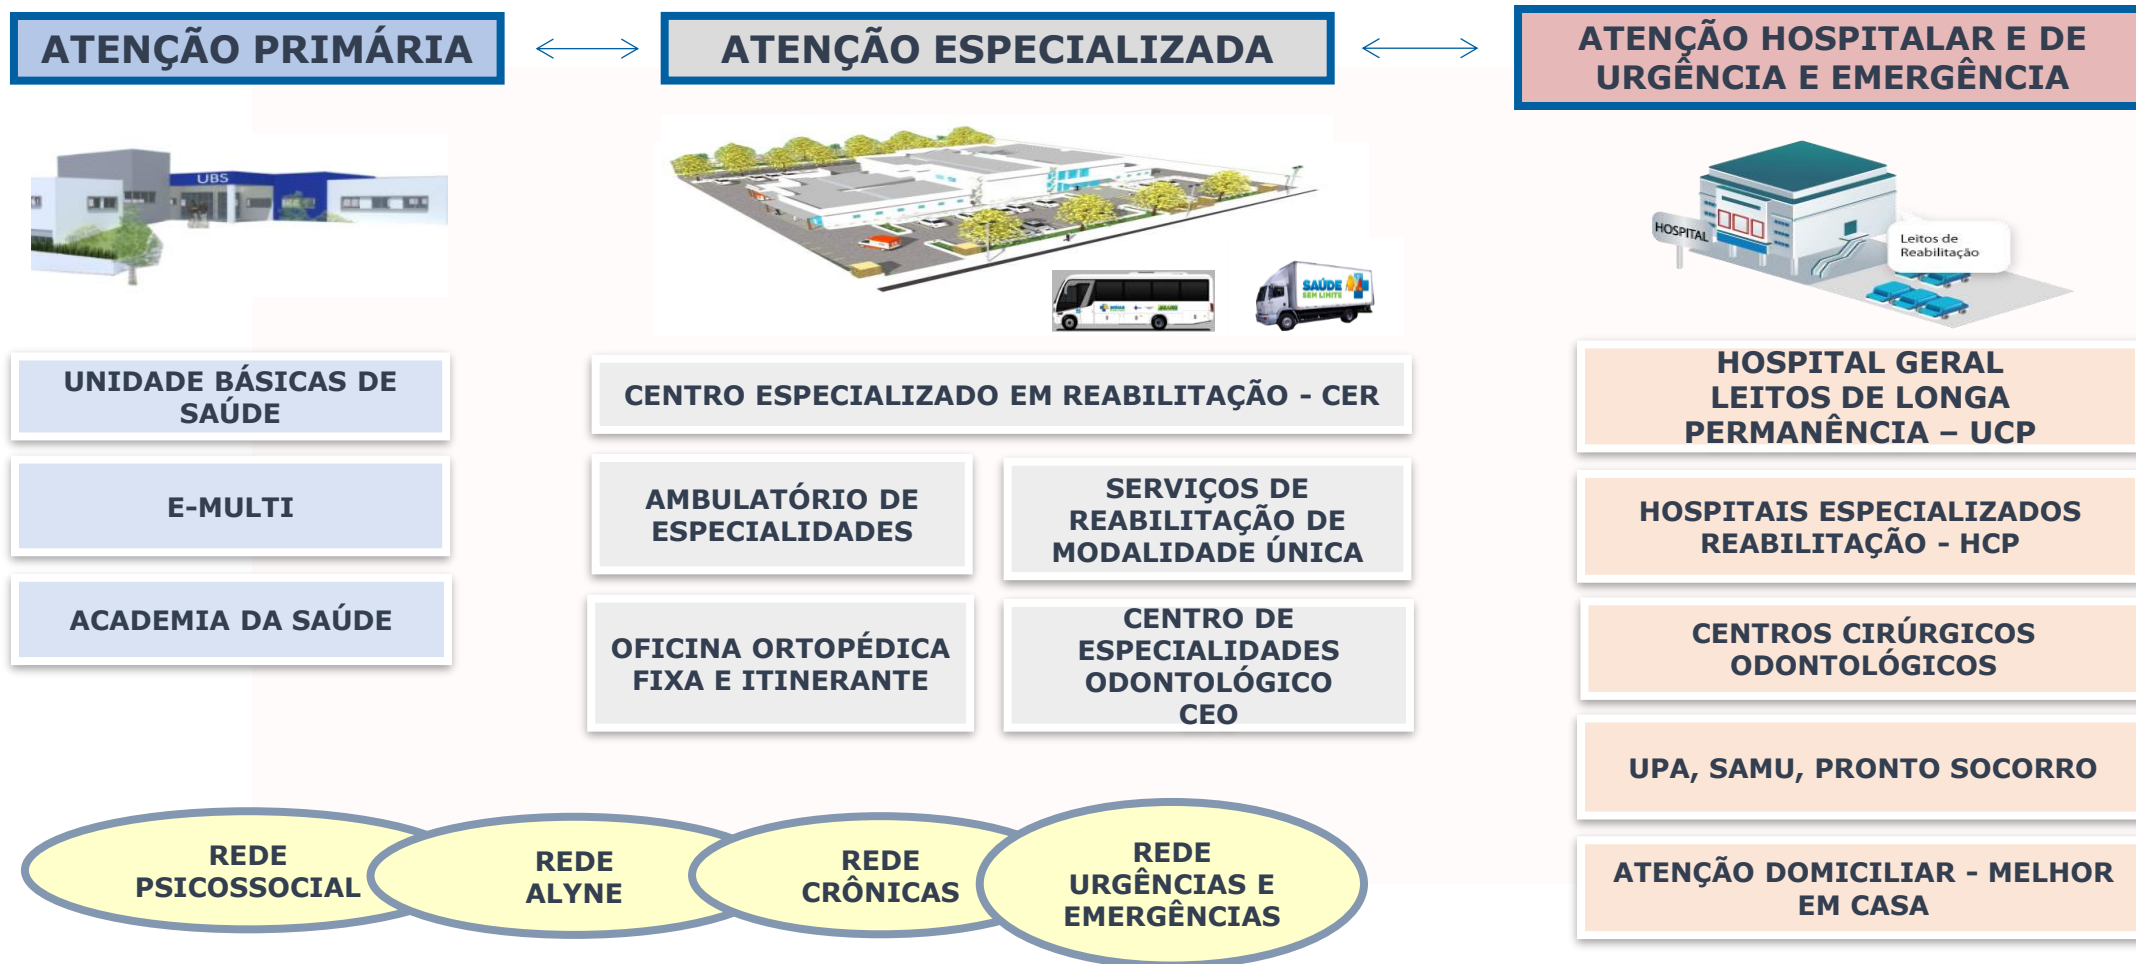 ATENÇÃO PRIMÁRIA
ATENÇÃO ESPECIALIZADA
ATENÇÃO HOSPITALAR E DE
URGÊNCIA E EMERGÊNCIA
UBS
SAÚDE
SEM LIMITE
HOSPITAL
Leitos de
Reabilitação
UNIDADE BÁSICAS DE
SAÚDE
E-MULTI
ACADEMIA DA SAÚDE
CENTRO ESPECIALIZADO EM REABILITAÇÃO - CER
AMBULATÓRIO DE
ESPECIALIDADES
SERVIÇOS DE
REABILITAÇÃO DE
MODALIDADE ÚNICA
OFICINA ORTOPÉDICA
FIXA E ITINERANTE
CENTRO DE
ESPECIALIDADES
ODONTOLÓGICO
CEO
HOSPITAL GERAL
LEITOS DE LONGA
PERMANÊNCIA – UCP
HOSPITAIS ESPECIALIZADOS
REABILITAÇÃO - HCP
CENTROS CIRÚRGICOS
ODONTOLÓGICOS
UPA, SAMU, PRONTO SOCORRO
ATENÇÃO DOMICILIAR - MELHOR
EM CASA
REDE
PSICOSSOCIAL
REDE
ALYNE
REDE
CRÔNICAS
REDE
URGÊNCIAS E
EMERGÊNCIAS